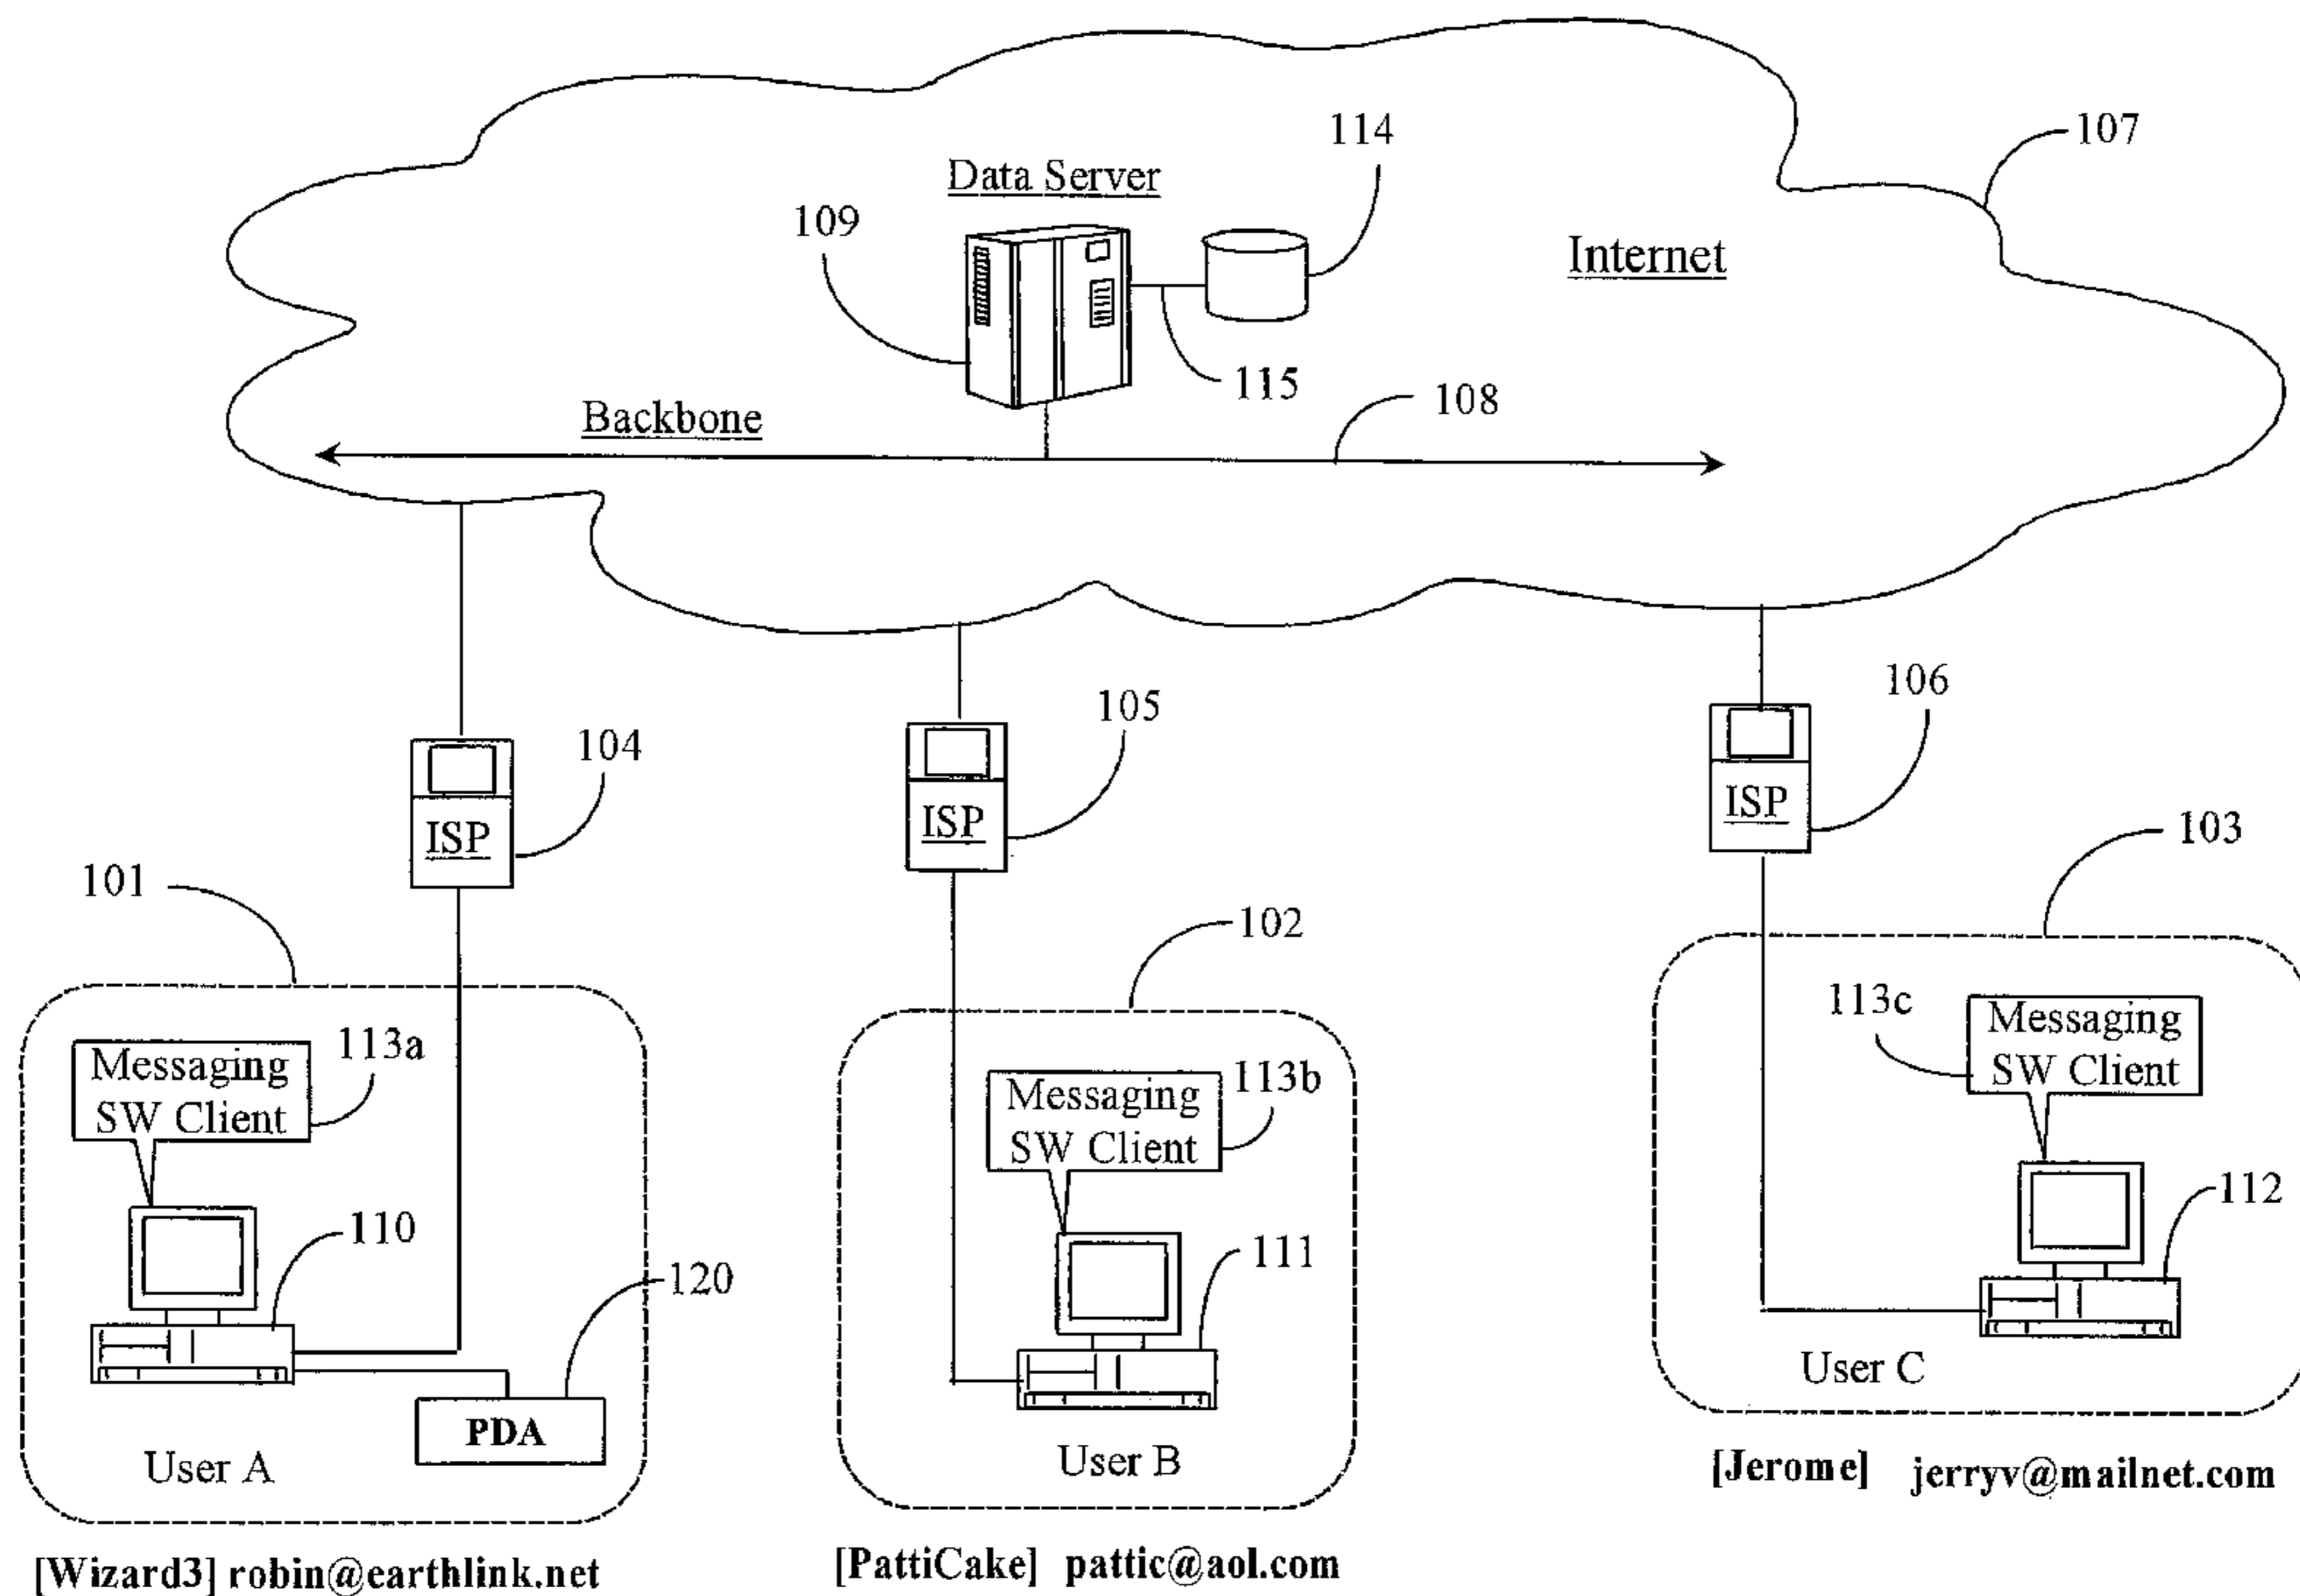 114
107
Data Server
109
Internet
115
108
Backbone
106
105
104
ISP
ISP
ISP
103
101
102
113c
Messaging
SW Client
113a
Messaging
SW Client
113b
Messaging
SW Client
112
110
111
120
User C
PDA
User B
User A
[Jerome] jerryv@mailnet.com
[PattiCake] pattic@aol.com
[Wizard3] robin@earthlink.net